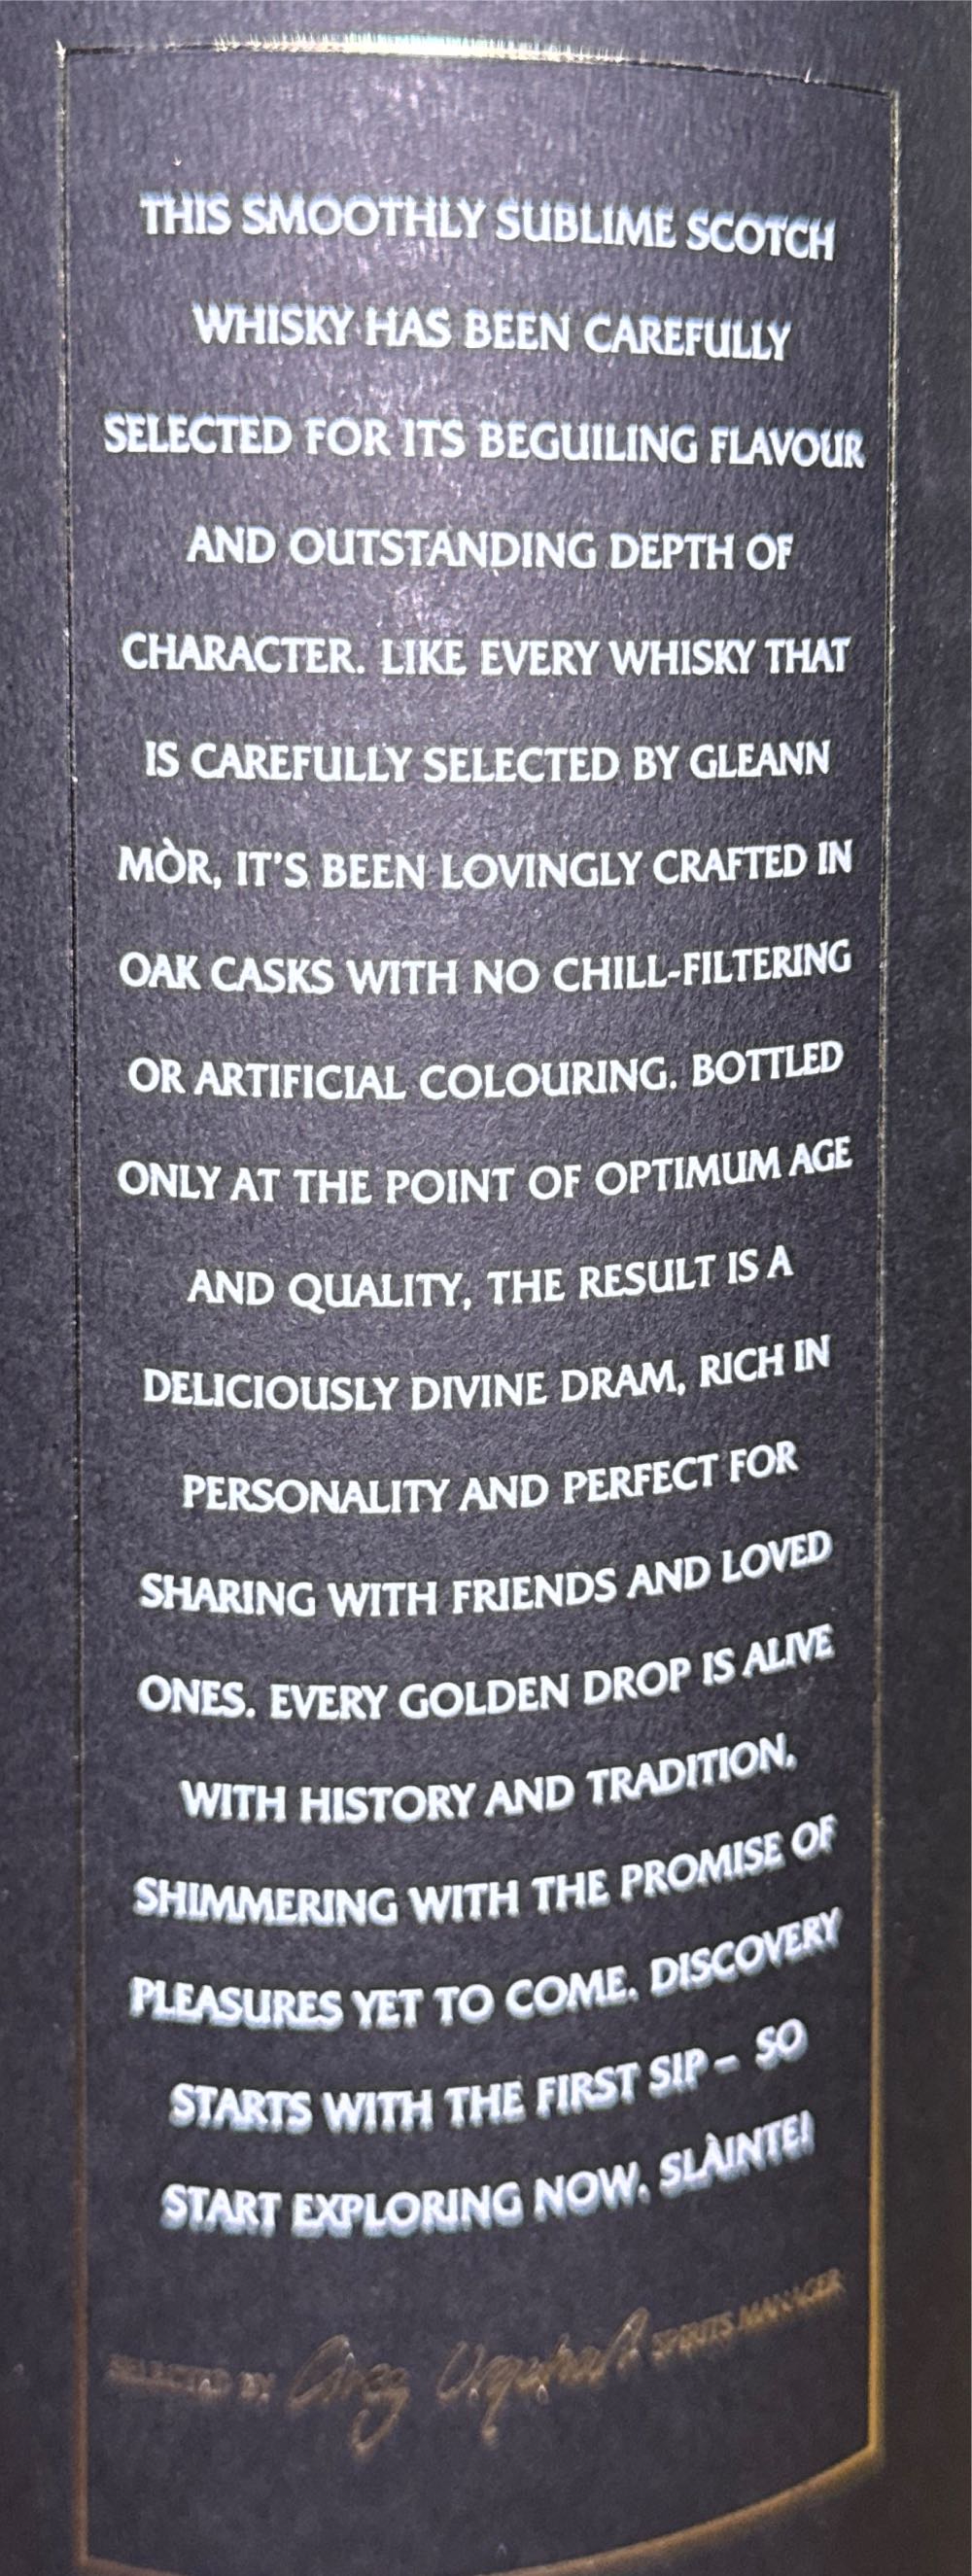 THIS SMOOTHLY SUBLIME SCOTCH
WHISKY HAS BEEN CAREFULLY
SELECTED FOR ITS BEGUILING FLAVOUR
AND OUTSTANDING DEPTH OF
CHARACTER. LIKE EVERY WHISKY THAT
IS CAREFULLY SELECTED BY GLEANN
MÒR, IT'S BEEN LOVINGLY CRAFTED IN
OAK CASKS WITH NO CHILL-FILTERING
OR ARTIFICIAL COLOURING. BOTTLED
ONLY AT THE POINT OF OPTIMUM AGE
AND QUALITY, THE RESULT IS A
DELICIOUSLY DIVINE DRAM, RICH IN
PERSONALITY AND PERFECT FOR
SHARING WITH FRIENDS AND LOVED
ONES. EVERY GOLDEN DROP IS ALIVE
WITH HISTORY AND TRADITION,
SHIMMERING WITH THE PROMISE OF
PLEASURES YET TO COME. DISCOVERY
STARTS WITH THE FIRST SIP – SO
START EXPLORING NOW. SLÀINTE!
SELECTED BY: Greg Urquhart SPIRITS MANAGER